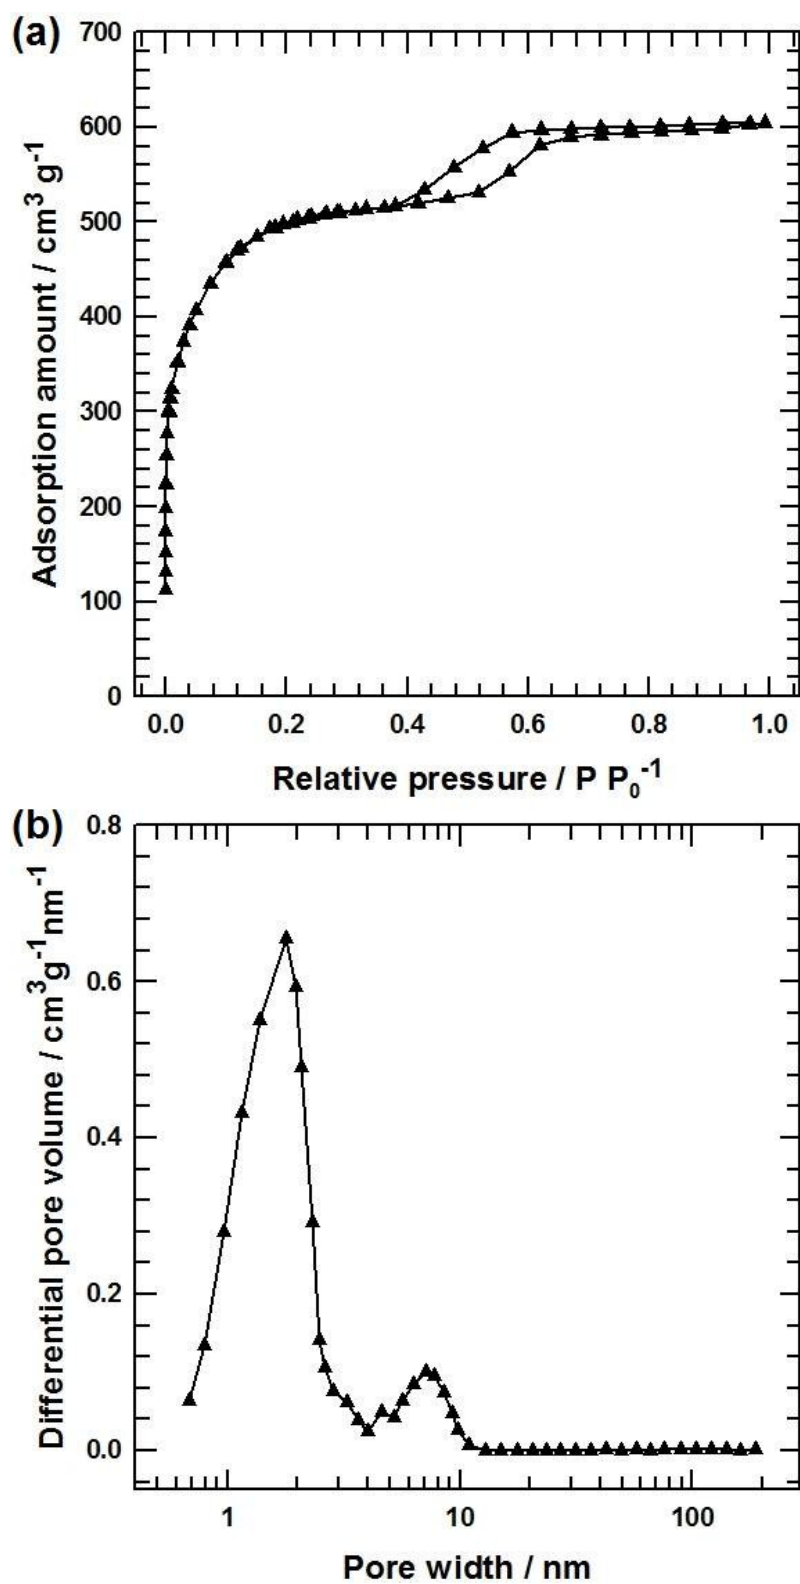 (a)
700
600
500
400
300
200
100
0
Adsorption amount / cm³ g⁻¹
0.0 0.2 0.4 0.6 0.8 1.0
Relative pressure / P P₀⁻¹
(b)
0.8
0.6
0.4
0.2
0.0
Differential pore volume / cm³g⁻¹nm⁻¹
1 10 100
Pore width / nm